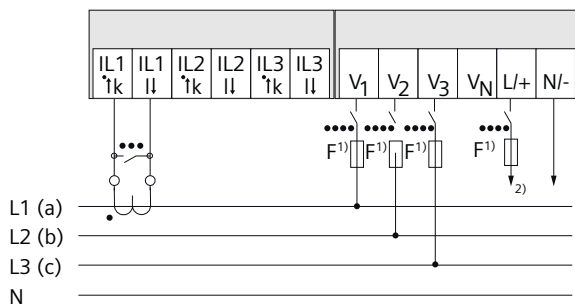 IL1 IL1 IL2 IL2 IL3 IL3
k l k l k l
V1 V2 V3 VN L/+ N/-
F1) F1) F1) F1)
2)
L1 (a)
L2 (b)
L3 (c)
N